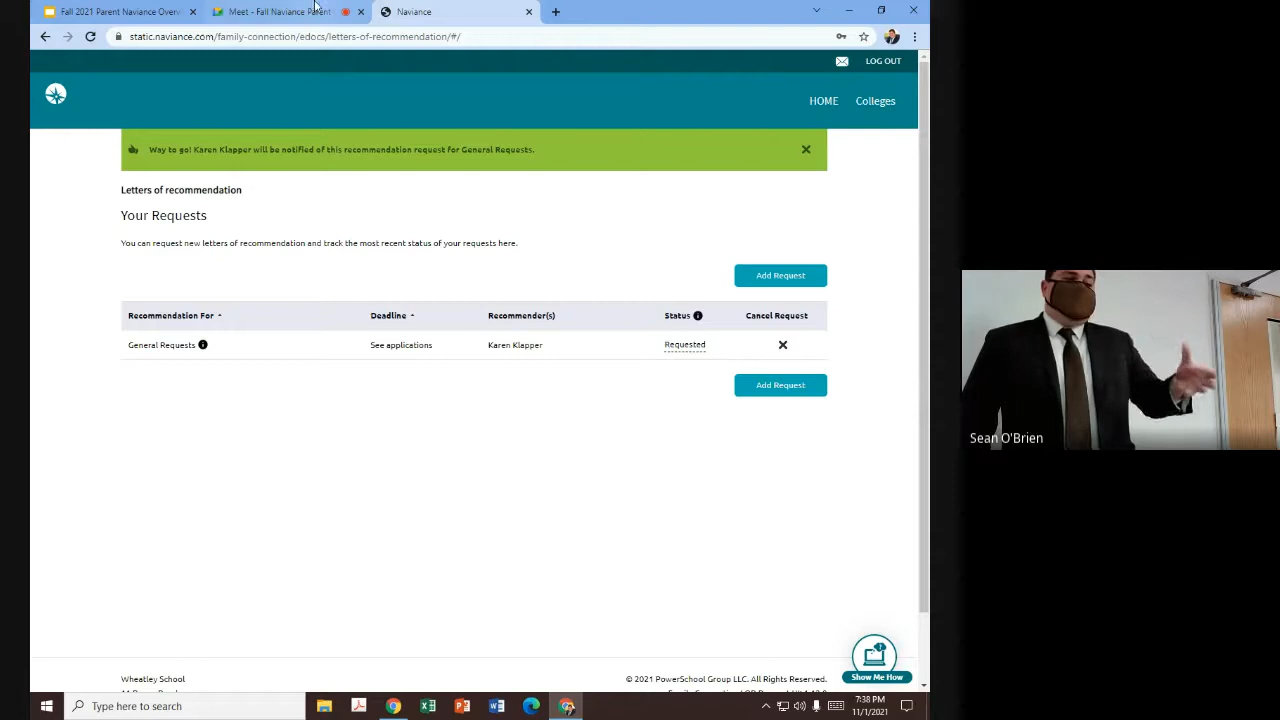 Fall 2021 Parent Naviance Overv
Meet - Fall Naviance Parent
Naviance
static.naviance.com/family-connection/edocs/letters-of-recommendation/#/
LOG OUT
HOME
Colleges
Way to go! Karen Klapper will be notified of this recommendation request for General Requests.
Letters of recommendation
Your Requests
You can request new letters of recommendation and track the most recent status of your requests here.
Add Request
Recommendation For Deadline Recommender(s) Status Cancel Request
General Requests See applications Karen Klapper Requested
Add Request
Sean O'Brien
Show Me How
Wheatley School
© 2021 PowerSchool Group LLC. All Rights Reserved.
Type here to search
7:38 PM
11/1/2021